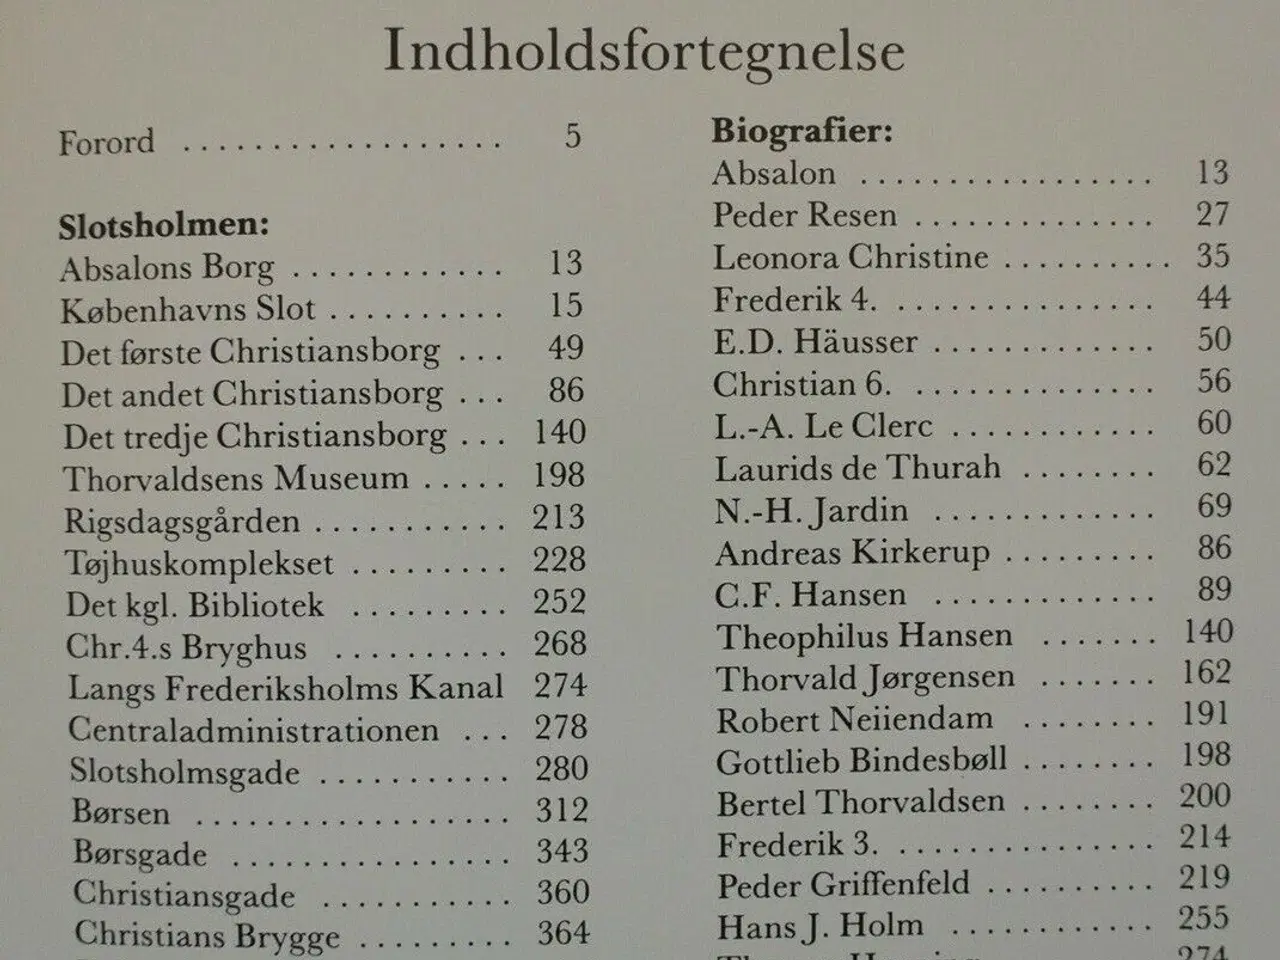 Indholdsfortegnelse
Forord .................. 5
Slotsholmen:
Absalons Borg ............ 13
Københavns Slot .......... 15
Det første Christiansborg ... 49
Det andet Christiansborg ... 86
Det tredje Christiansborg ... 140
Thorvaldsens Museum ..... 198
Rigsdagsgården ........... 213
Tøjhuskomplekset ......... 228
Det kgl. Bibliotek ......... 252
Chr.4.s Bryghus .......... 268
Langs Frederiksholms Kanal 274
Centraladministrationen ... 278
Slotsholmsgade ........... 280
Børsen .................. 312
Børsgade ................ 343
Christiansgade ........... 360
Christians Brygge ......... 364
Biografier:
Absalon ................. 13
Peder Resen .............. 27
Leonora Christine .......... 35
Frederik 4. ............... 44
E.D. Häusser ............. 50
Christian 6. .............. 56
L.-A. Le Clerc ............ 60
Laurids de Thurah ........ 62
N.-H. Jardin ............. 69
Andreas Kirkerup ......... 86
C.F. Hansen ............. 89
Theophilus Hansen ....... 140
Thorvald Jørgensen ....... 162
Robert Neiiendam ........ 191
Gottlieb Bindesbøll ........ 198
Bertel Thorvaldsen ........ 200
Frederik 3. ............... 214
Peder Griffenfeld .......... 219
Hans J. Holm ............ 255
274